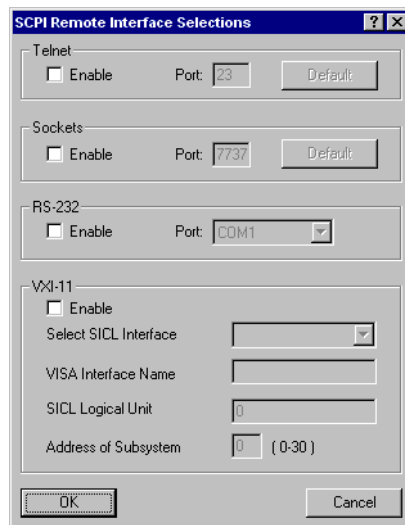 SCPI Remote Interface Selections
Telnet
Enable Port: 23 Default
Sockets
Enable Port: 7737 Default
RS-232
Enable Port: COM1
VXI-11
Enable
Select SICL Interface
VISA Interface Name
SICL Logical Unit 0
Address of Subsystem 0 ( 0-30 )
OK Cancel